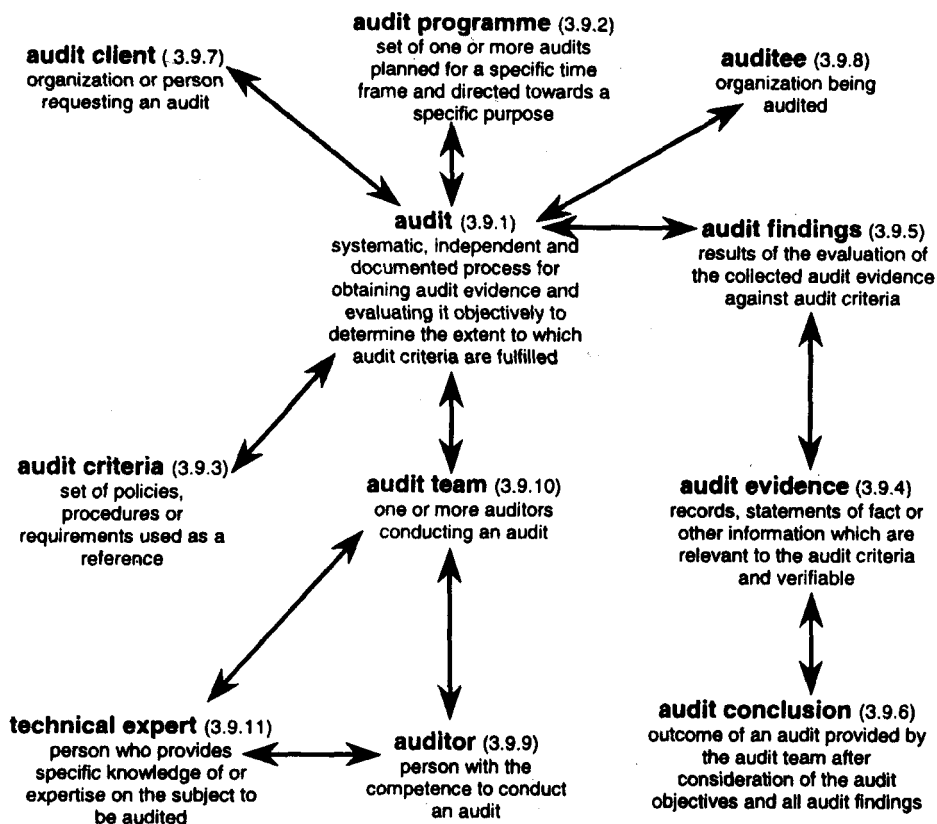 audit programme (3.9.2)
set of one or more audits
planned for a specific time
frame and directed towards a
specific purpose
audit client (3.9.7)
organization or person
requesting an audit
auditee (3.9.8)
organization being
audited
audit (3.9.1)
systematic, independent and
documented process for
obtaining audit evidence and
evaluating it objectively to
determine the extent to which
audit criteria are fulfilled
audit findings (3.9.5)
results of the evaluation of
the collected audit evidence
against audit criteria
audit criteria (3.9.3)
set of policies,
procedures or
requirements used as a
reference
audit team (3.9.10)
one or more auditors
conducting an audit
audit evidence (3.9.4)
records, statements of fact or
other information which are
relevant to the audit criteria
and verifiable
technical expert (3.9.11)
person who provides
specific knowledge of or
expertise on the subject to
be audited
auditor (3.9.9)
person with the
competence to conduct
an audit
audit conclusion (3.9.6)
outcome of an audit provided by
the audit team after
consideration of the audit
objectives and all audit findings